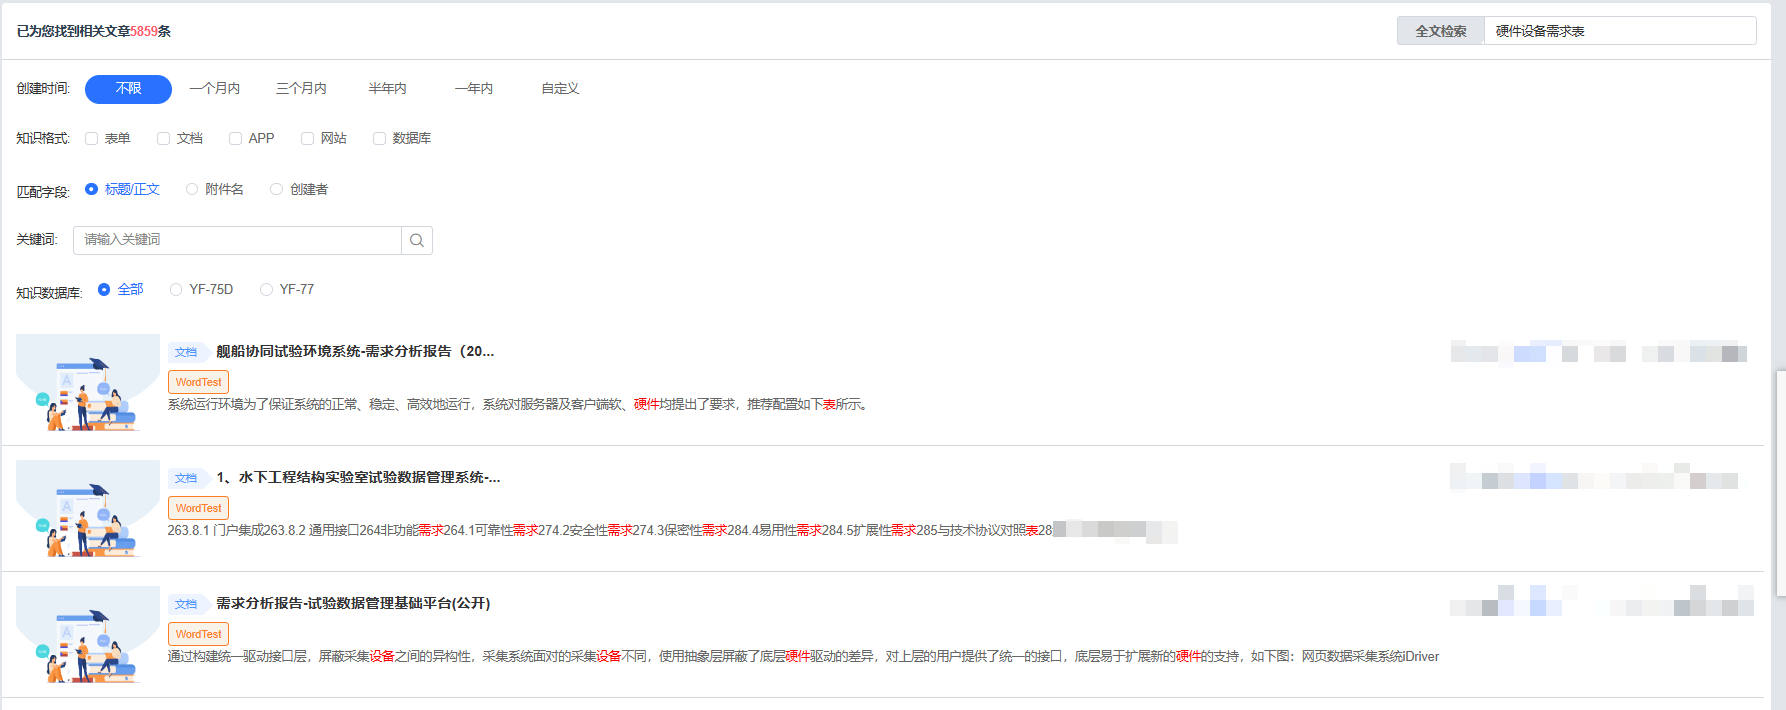 已为您找到相关文章5859条
全文检索 硬件设备需求表
创建时间: 不限 一个月内 三个月内 半年内 一年内 自定义
知识格式: 表单 文档 APP 网站 数据库
匹配字段: 标题/正文 附件名 创建者
关键词: 请输入关键词
知识数据库: 全部 YF-75D YF-77
文档 舰船协同试验环境系统-需求分析报告（20...
WordTest
系统运行环境为了保证系统的正常、稳定、高效地运行，系统对服务器及客户端软、硬件均提出了要求，推荐配置如下表所示。
文档 1、水下工程结构实验室试验数据管理系统-...
WordTest
263.8.1 门户集成263.8.2 通用接口264非功能需求264.1可靠性需求274.2安全性需求274.3保密性需求284.4易用性需求284.5扩展性需求285与技术协议对照表28
文档 需求分析报告-试验数据管理基础平台(公开)
WordTest
通过构建统一驱动接口层，屏蔽采集设备之间的异构性，采集系统面对的采集设备不同，使用抽象层屏蔽了底层硬件驱动的差异，对上层的用户提供了统一的接口，底层易于扩展新的硬件的支持，如下图：网页数据采集系统iDriver